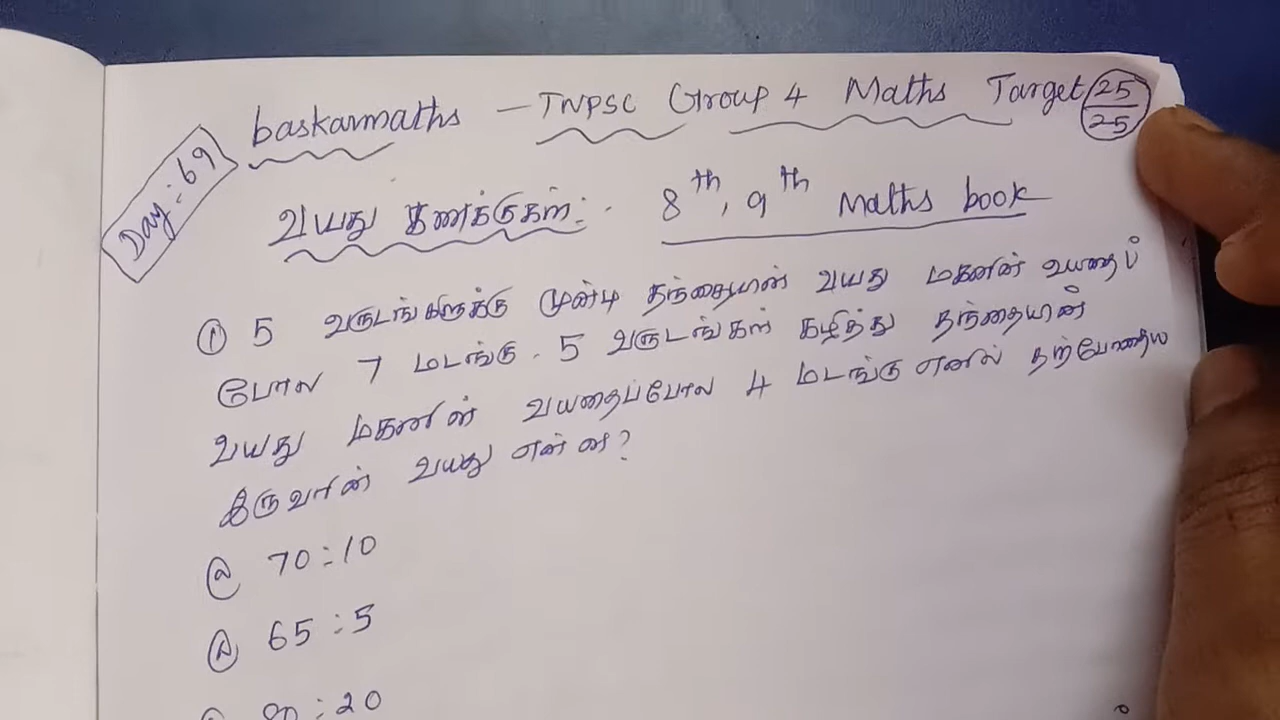 baskarmaths - TNPSC Group 4 Maths Target 25/25
Day : 69
வயது கணக்குகள் : - 8th, 9th Maths book
① 5 வருடங்களுக்கு முன்பு தந்தையின் வயது மகனின் வயதைப்
போல 7 மடங்கு. 5 வருடங்கள் கழித்து தந்தையின்
வயது மகனின் வயதைப்போல 4 மடங்கு எனில் தற்போதைய
இருவரின் வயது என்ன?
ⓐ 70 : 10
65 : 5
: 20